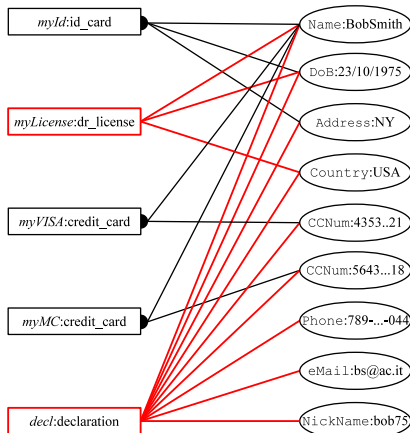 myId:id_card
Name:BobSmith
DoB:23/10/1975
myLicense:dr_license
Address:NY
Country:USA
myVISA:credit_card
CCNum:4353..21
CCNum:5643...18
myMC:credit_card
Phone:789-...-044
eMail:bs@ac.it
decl:declaration
NickName:bob75